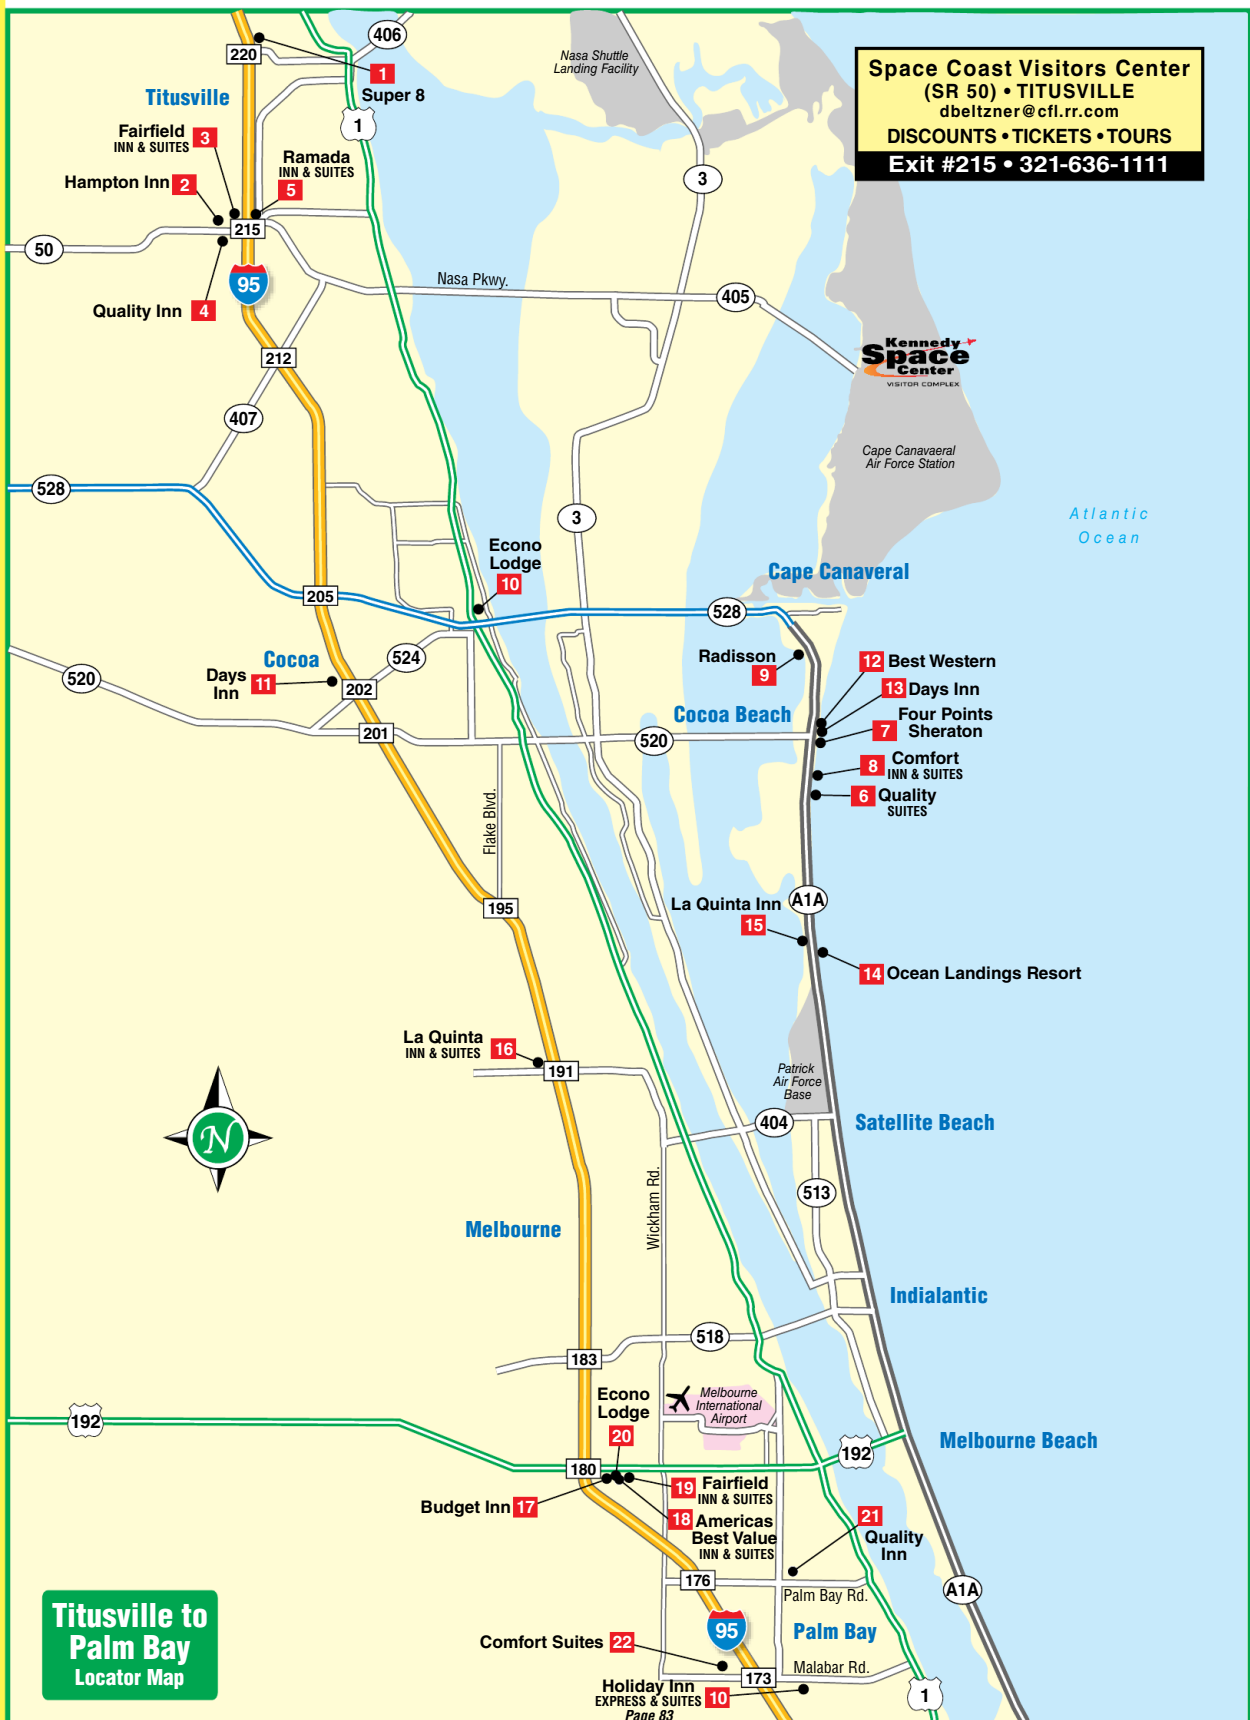 406
220
1
Super 8
Nasa Shuttle
Landing Facility
Space Coast Visitors Center
(SR 50) • TITUSVILLE
dbeltzner@cfl.rr.com
DISCOUNTS • TICKETS • TOURS
Exit #215 • 321-636-1111
Titusville
1
Fairfield 3
INN & SUITES
Ramada
INN & SUITES
5
Hampton Inn 2
3
215
50
95
Nasa Pkwy.
405
Quality Inn 4
212
Kennedy
Space
Center
VISITOR COMPLEX
407
Cape Canavaeral
Air Force Station
528
3
Atlantic
Ocean
Econo
Lodge
10
Cape Canaveral
205
528
Cocoa
524
520
Days
Inn
11
202
Radisson
9
12 Best Western
13 Days Inn
Cocoa Beach
7 Four Points
Sheraton
201
520
8 Comfort
INN & SUITES
6 Quality
SUITES
Flake Blvd.
195
La Quinta Inn
15
A1A
14 Ocean Landings Resort
La Quinta
INN & SUITES
16
191
Patrick
Air Force
Base
N
404
Satellite Beach
513
Wickham Rd.
Melbourne
Indialantic
518
183
Econo
Lodge
20
Melbourne
International
Airport
192
192
Melbourne Beach
180
19 Fairfield
INN & SUITES
Budget Inn 17
18 Americas
Best Value
INN & SUITES
21
Quality
Inn
176
Palm Bay Rd.
A1A
Titusville to
Palm Bay
Locator Map
95
Palm Bay
Comfort Suites 22
Malabar Rd.
173
Holiday Inn
EXPRESS & SUITES
10
Page 83
1